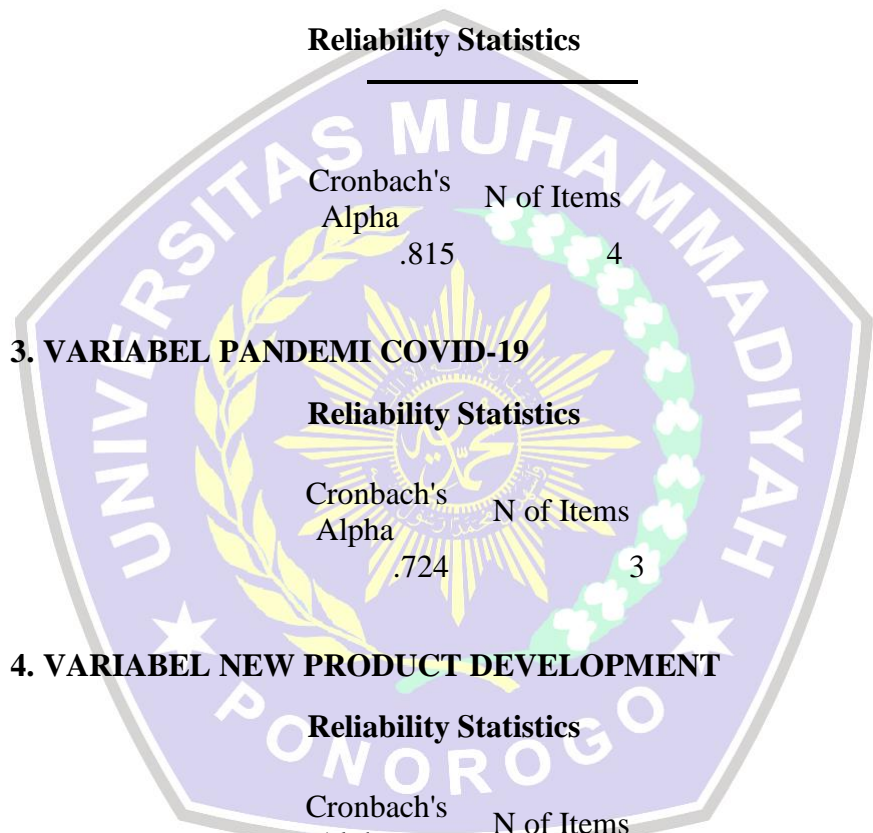 Reliability Statistics
Cronbach's Alpha N of Items
.815 4
3. VARIABEL PANDEMI COVID-19
Reliability Statistics
Cronbach's Alpha N of Items
.724 3
4. VARIABEL NEW PRODUCT DEVELOPMENT
Reliability Statistics
Cronbach's
N of Items
UNIVERSITAS MUHAMMADIYAH
PONOROGO